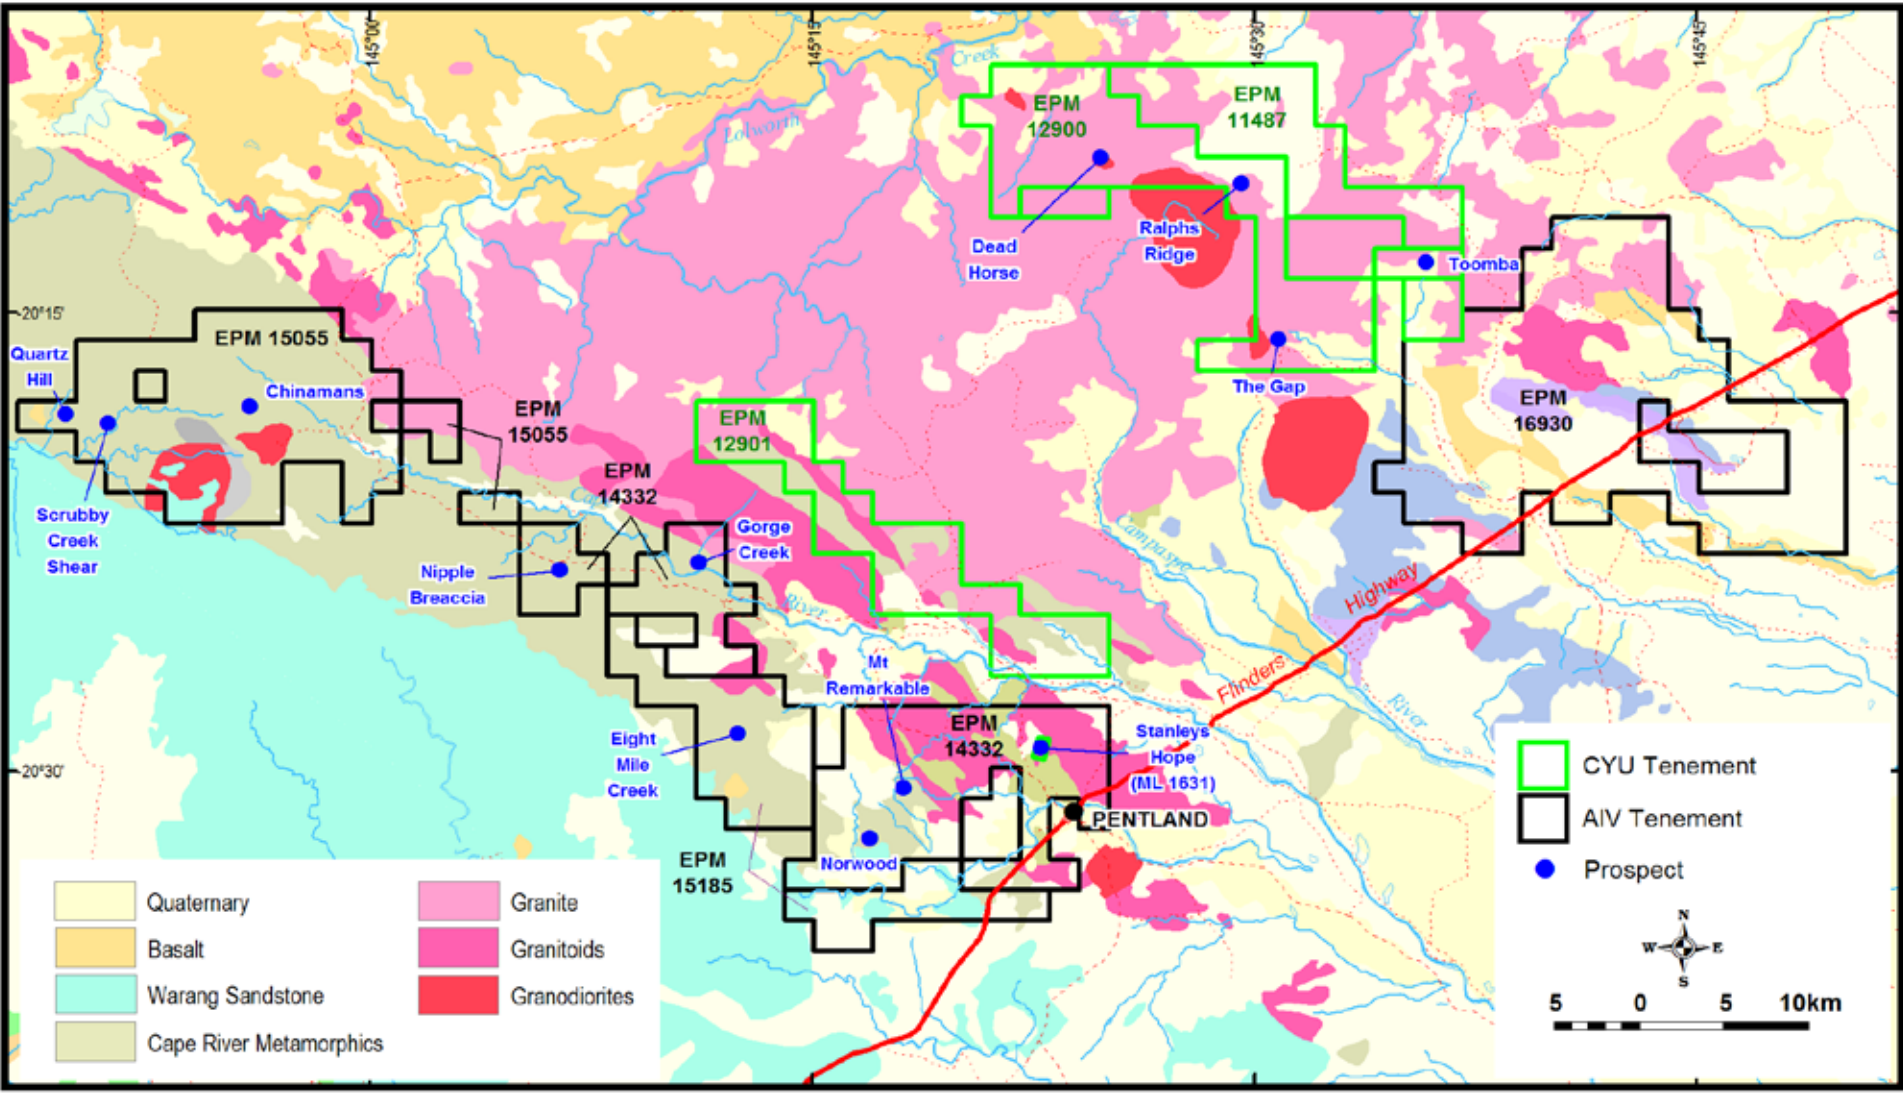 145°00'
145°15'
145°30'
145°45'
Creek
Lolworth
EPM
12900
EPM
11487
Dead
Horse
Ralphs
Ridge
Toomba
-20°15'
EPM 15055
Quartz
Hill
Chinamans
The Gap
EPM
15055
EPM
12901
EPM
16930
EPM
14332
Scrubby
Creek
Shear
Gorge
Creek
Nipple
Breaccia
Campaspe
River
Highway
Flinders
River
Mt
Remarkable
EPM
14332
Stanleys
Hope
(ML 1631)
Eight
Mile
Creek
-20°30'
PENTLAND
Norwood
EPM
15185
CYU Tenement
AIV Tenement
Prospect
Quaternary
Basalt
Warang Sandstone
Cape River Metamorphics
Granite
Granitoids
Granodiorites
N
W
E
S
5 0 5 10km